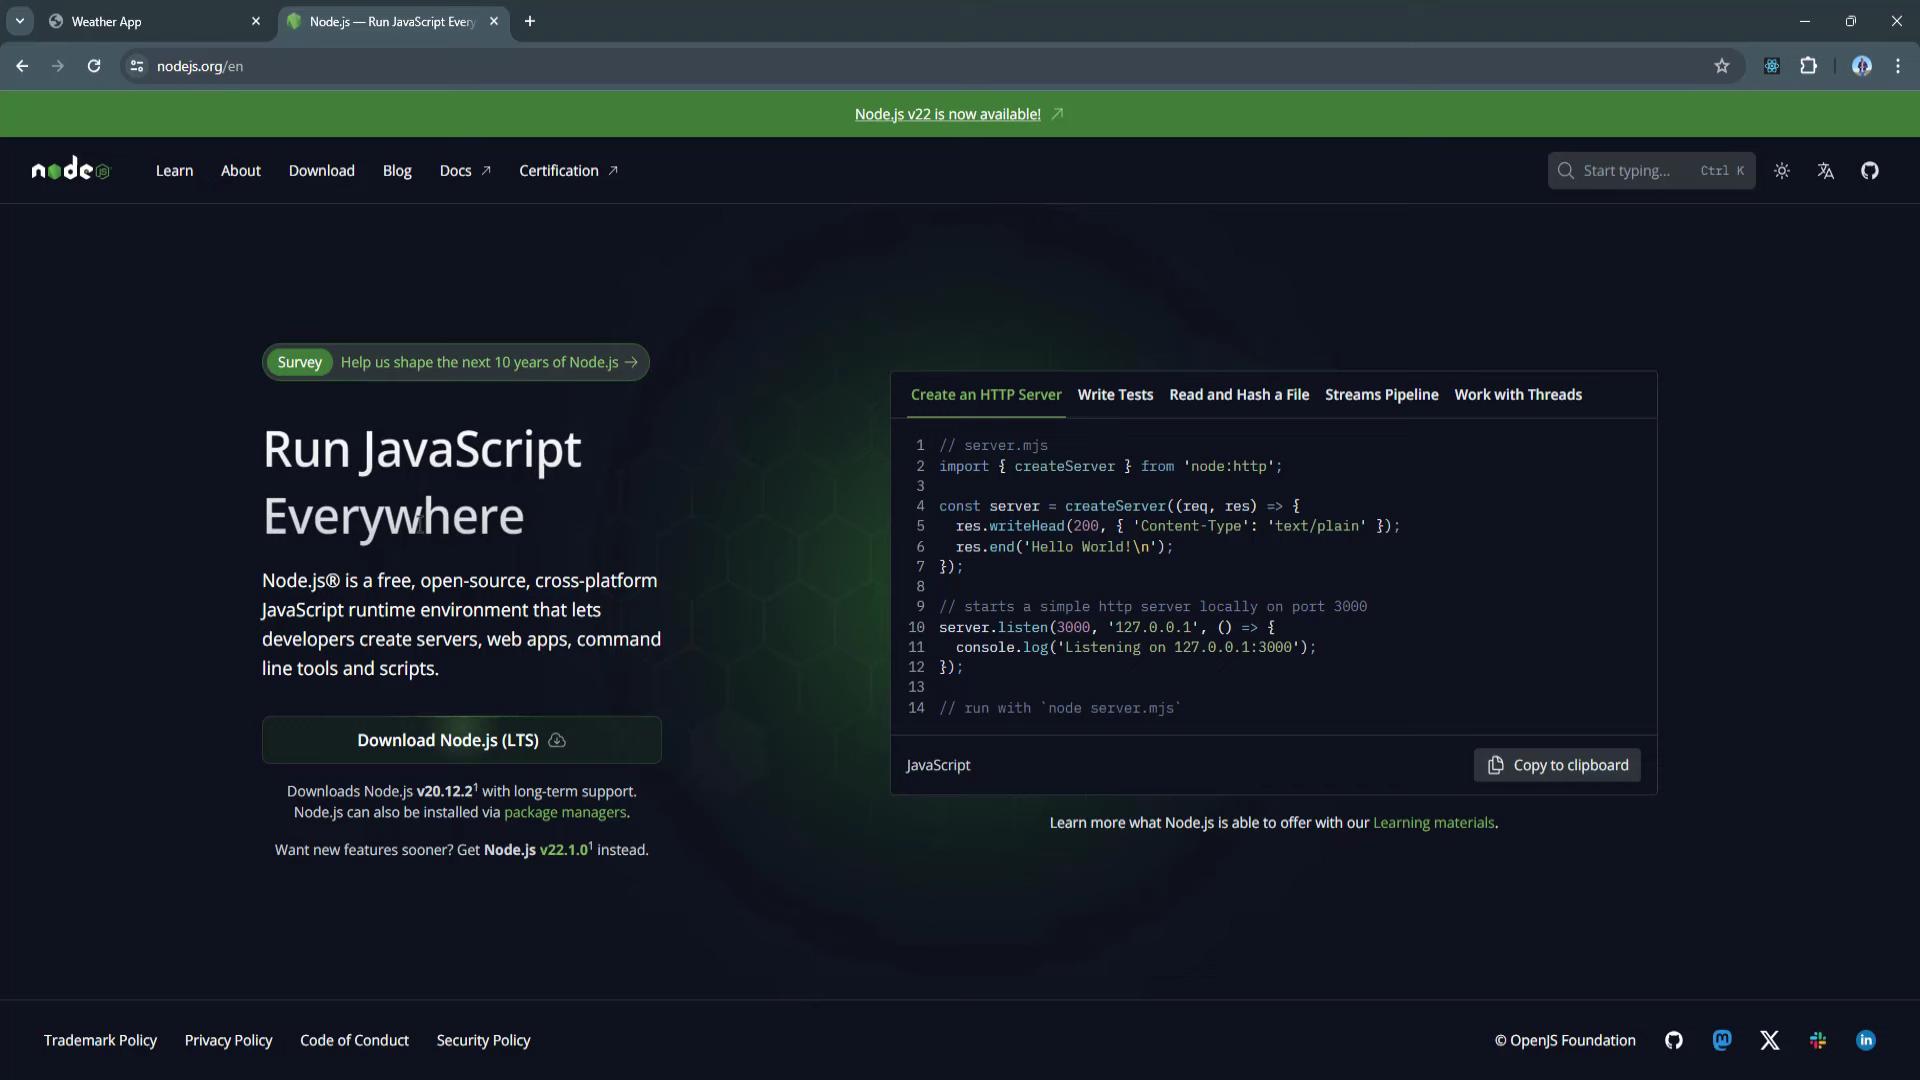 Weather App
Node.js — Run JavaScript Every
nodejs.org/en
Node.js v22 is now available!
node
Learn
About
Download
Blog
Docs
Certification
Start typing...
Ctrl K
Survey
Help us shape the next 10 years of Node.js
Run JavaScript
Everywhere
Node.js® is a free, open-source, cross-platform
JavaScript runtime environment that lets
developers create servers, web apps, command
line tools and scripts.
Download Node.js (LTS)
Downloads Node.js v20.12.2¹ with long-term support.
Node.js can also be installed via package managers.
Want new features sooner? Get Node.js v22.1.0¹ instead.
Create an HTTP Server
Write Tests
Read and Hash a File
Streams Pipeline
Work with Threads
1 // server.mjs
2 import { createServer } from 'node:http';
3
4 const server = createServer((req, res) => {
5 res.writeHead(200, { 'Content-Type': 'text/plain' });
6 res.end('Hello World!\n');
7 });
8
9 // starts a simple http server locally on port 3000
10 server.listen(3000, '127.0.0.1', () => {
11 console.log('Listening on 127.0.0.1:3000');
12 });
13
14 // run with `node server.mjs`
JavaScript
Copy to clipboard
Learn more what Node.js is able to offer with our Learning materials.
Trademark Policy
Privacy Policy
Code of Conduct
Security Policy
© OpenJS Foundation